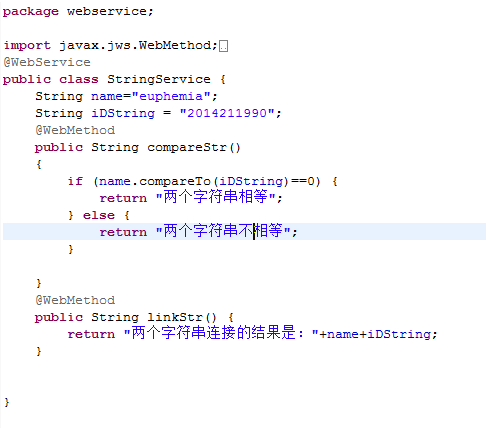 package webservice;
import javax.jws.WebMethod;
@WebService
public class StringService {
String name="euphemia";
String iDString = "2014211990";
@WebMethod
public String compareStr()
{
if (name.compareTo(iDString)==0) {
return "两个字符串相等";
} else {
return "两个字符串不相等";
}
}
@WebMethod
public String linkStr() {
return "两个字符串连接的结果是："+name+iDString;
}
}